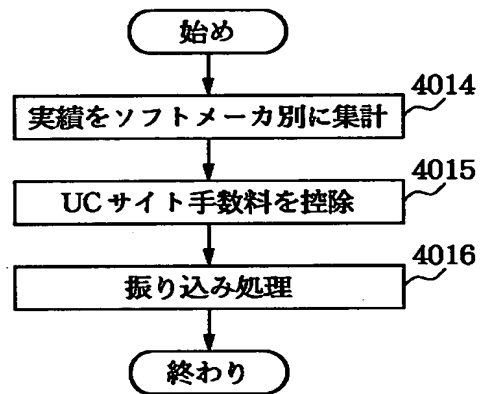 始め
4014
実績をソフトメーカ別に集計
4015
UCサイト手数料を控除
4016
振り込み処理
終わり